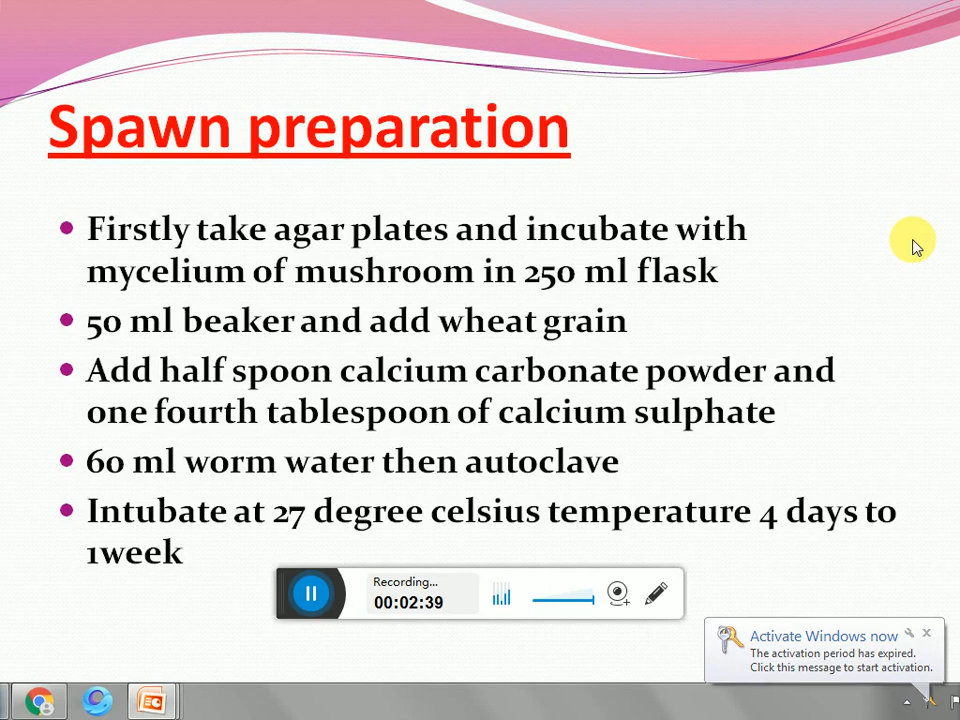 Spawn preparation
Firstly take agar plates and incubate with
mycelium of mushroom in 250 ml flask
50 ml beaker and add wheat grain
Add half spoon calcium carbonate powder and
one fourth tablespoon of calcium sulphate
60 ml worm water then autoclave
Intubate at 27 degree celsius temperature 4 days to
1week
Recording...
00:02:39
Activate Windows now
The activation period has expired.
Click this message to start activation.